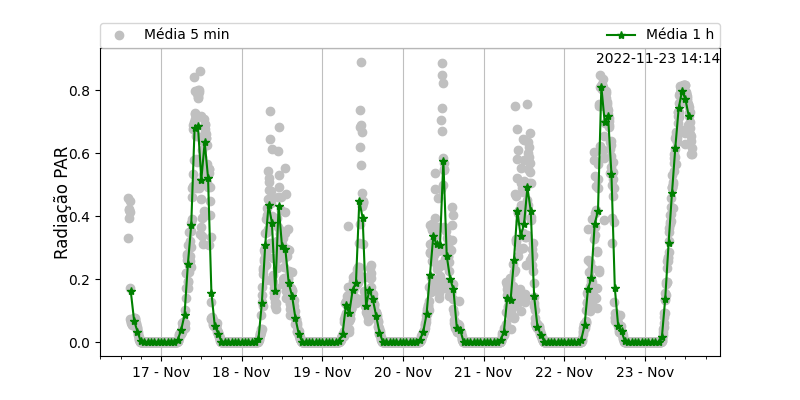 Média 5 min
Média 1 h
2022-11-23 14:14
Radiação PAR
0.8
0.6
0.4
0.2
0.0
17 - Nov
18 - Nov
19 - Nov
20 - Nov
21 - Nov
22 - Nov
23 - Nov